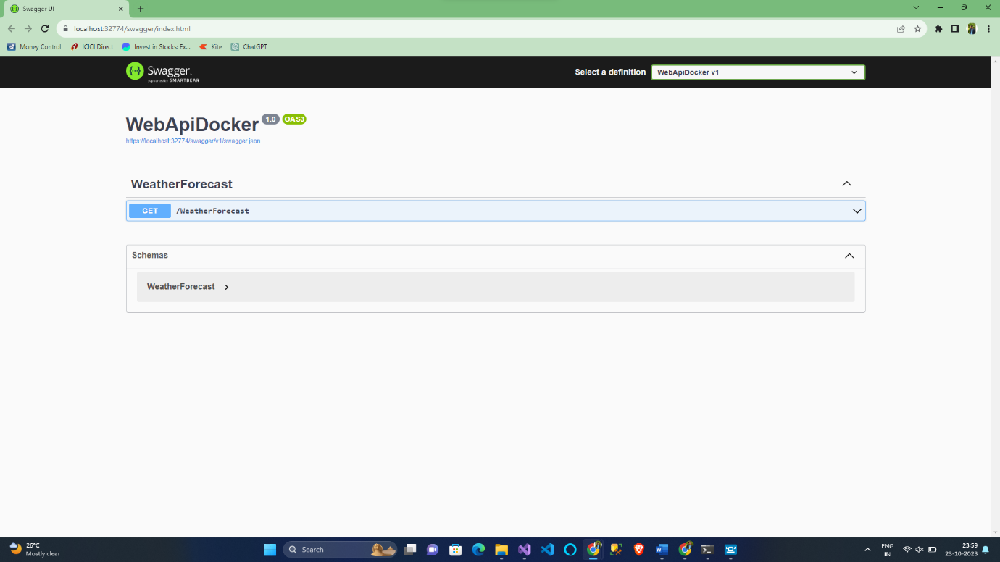 Swagger UI
localhost:32774/swagger/index.html
Money Control
ICICI Direct
Invest in Stocks: Ex...
Kite
ChatGPT
Swagger
Supported by SMARTBEAR
Select a definition
WebApiDocker v1
WebApiDocker 1.0 OAS3
https://localhost:32774/swagger/v1/swagger.json
WeatherForecast
GET /WeatherForecast
Schemas
WeatherForecast
26°C
Mostly clear
Search
ENG
IN
23:59
23-10-2023